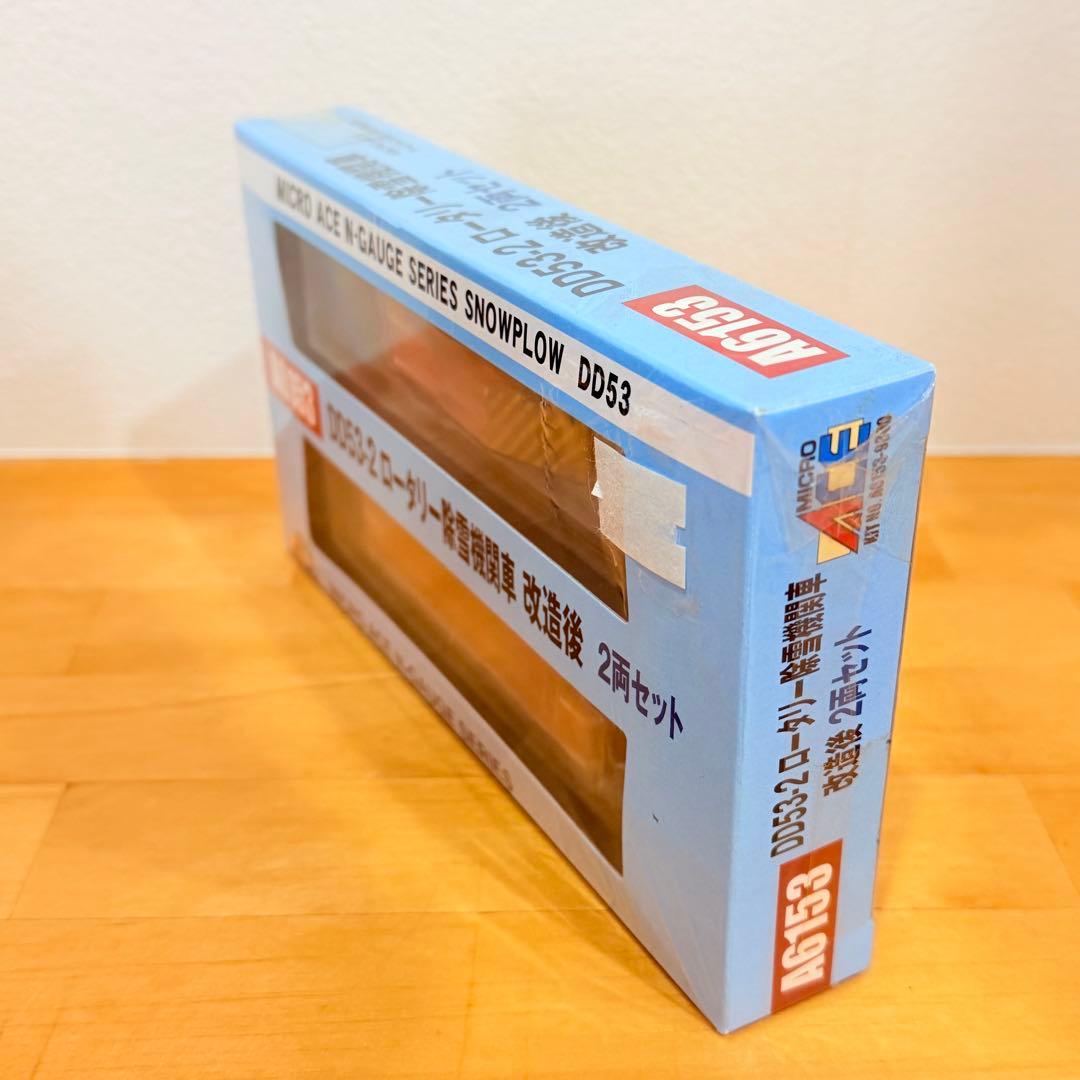 DD53-2 ロータリー除雪機関車
改造後 2両セット
A6153
MICRO ACE N-GAUGE SERIES SNOWPLOW DD53
DD53-2 ロータリー除雪機関車 改造後 2両セット
MICRO
ACE
DD53-2 ロータリー除雪機関車
改造後 2両セット
A6153